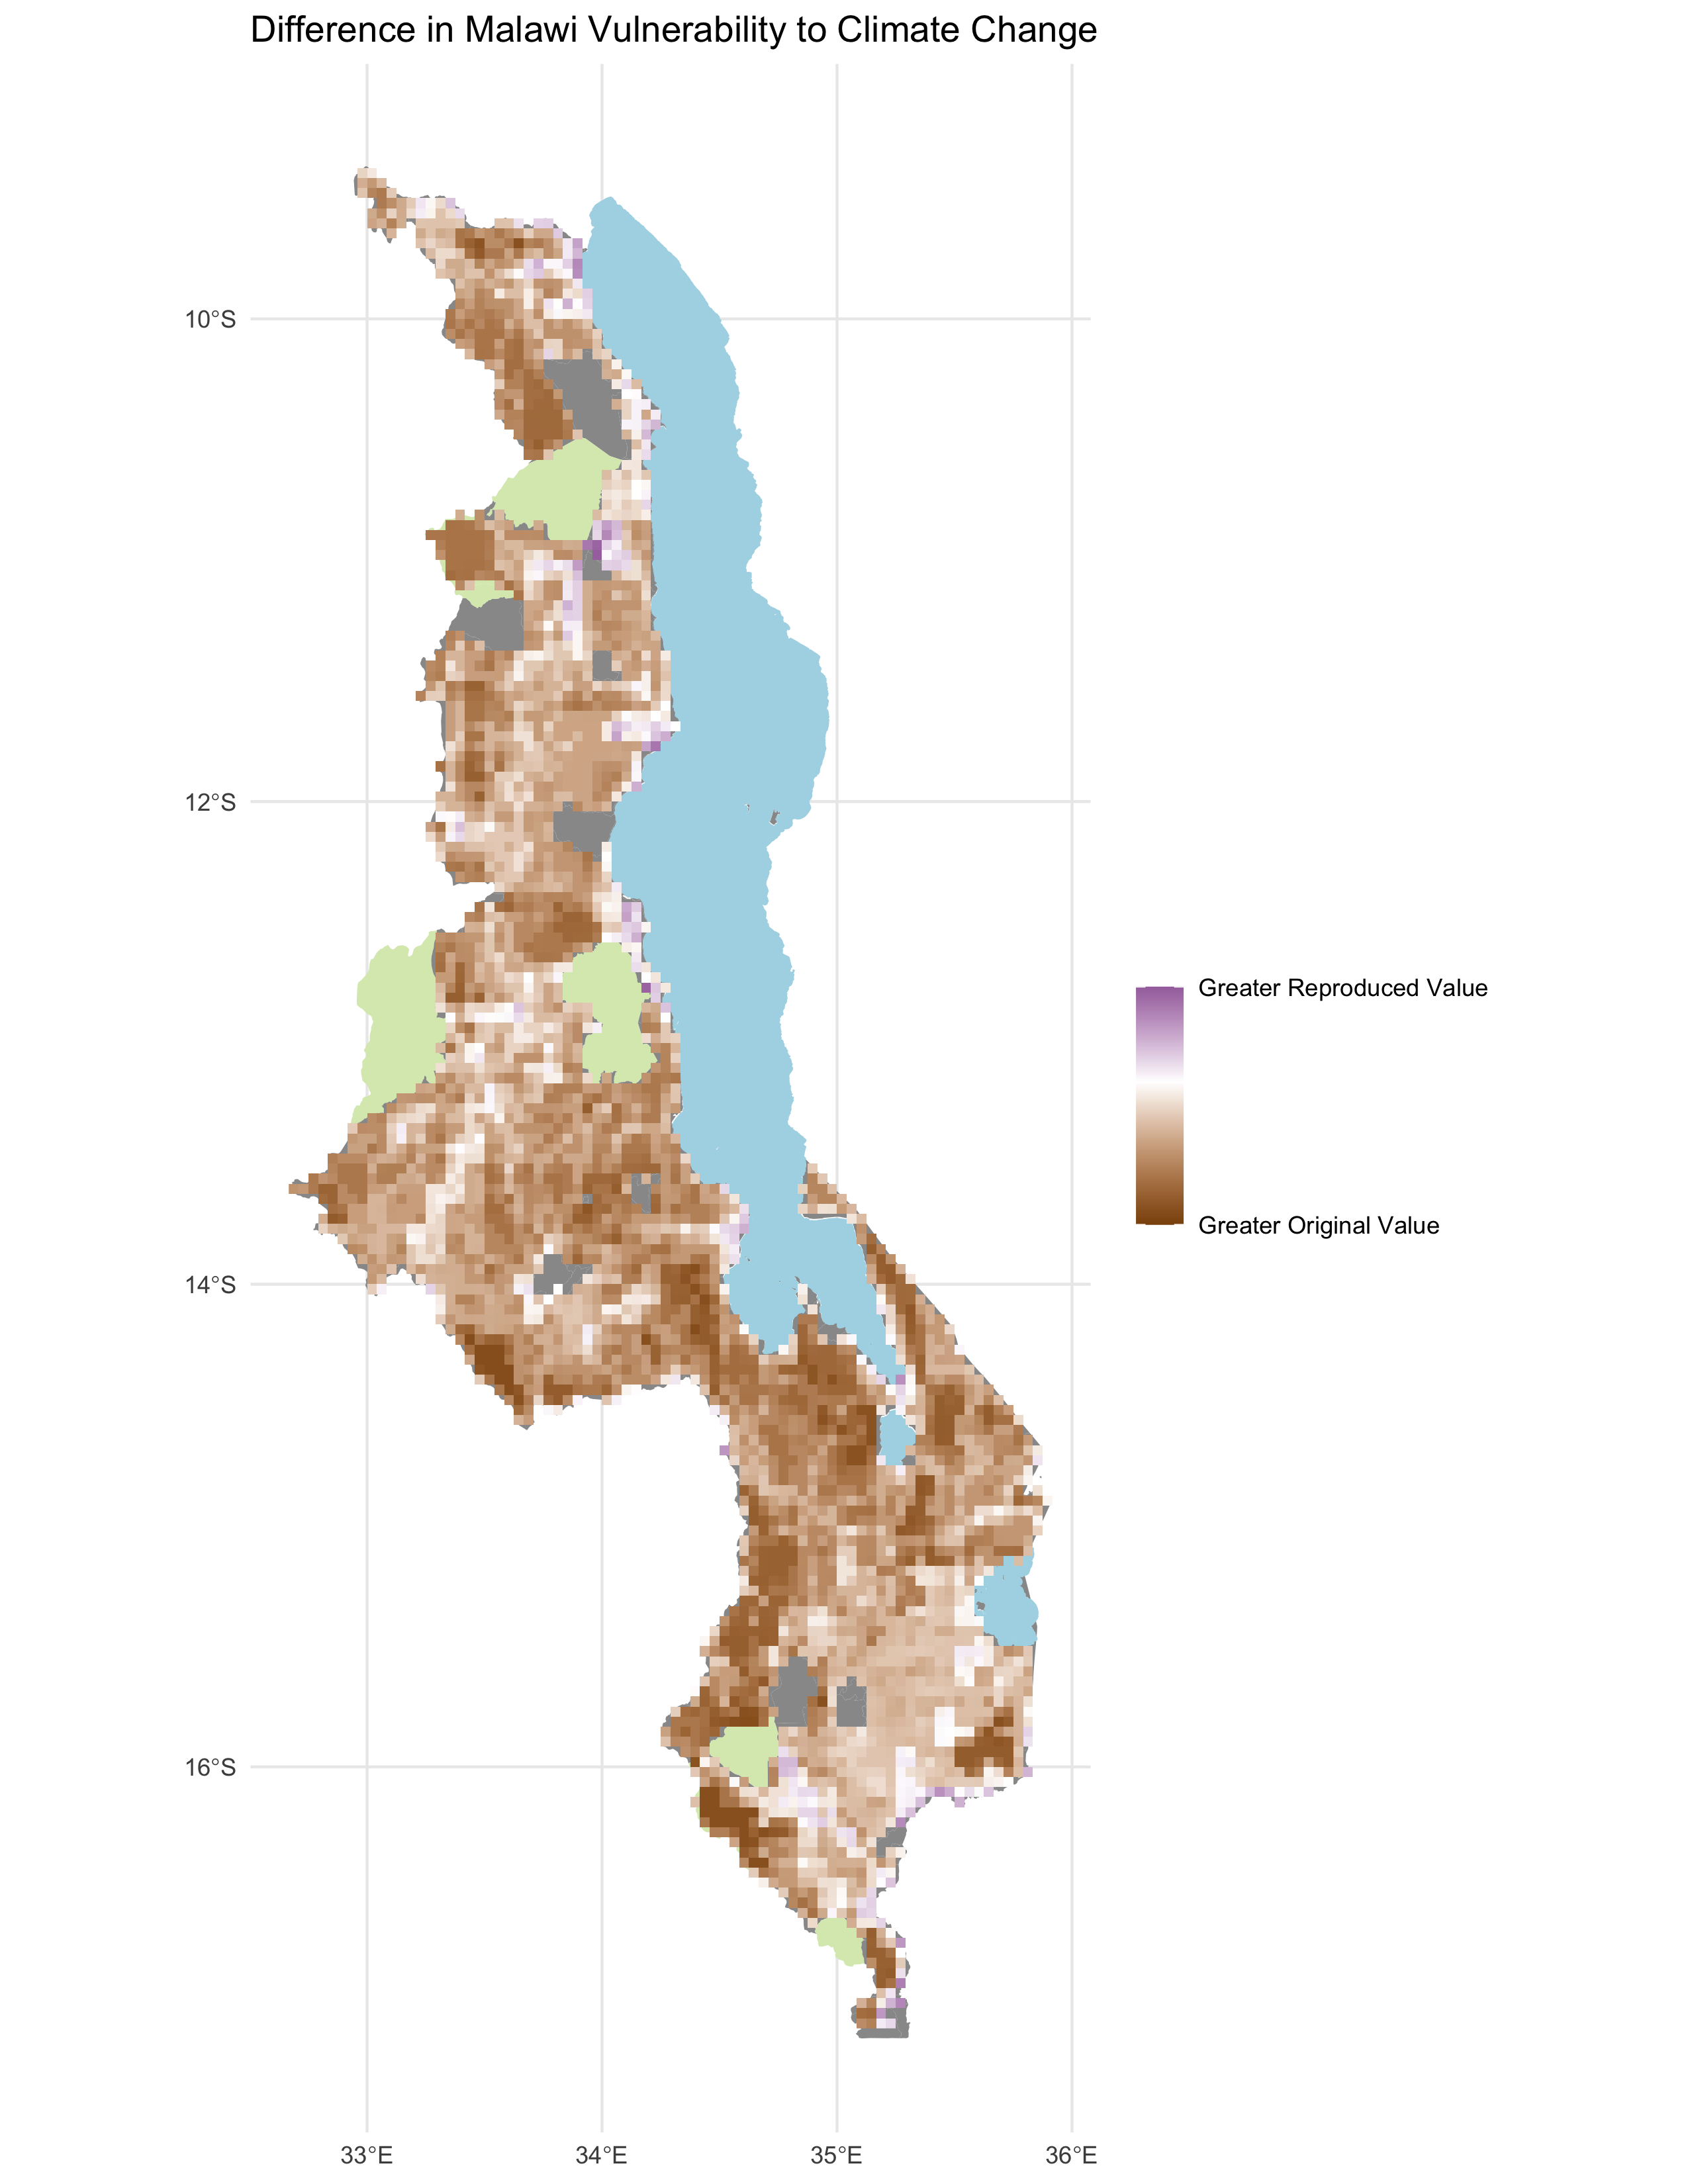 Difference in Malawi Vulnerability to Climate Change
10°S
12°S
14°S
16°S
33°E
34°E
35°E
36°E
Greater Reproduced Value
Greater Original Value